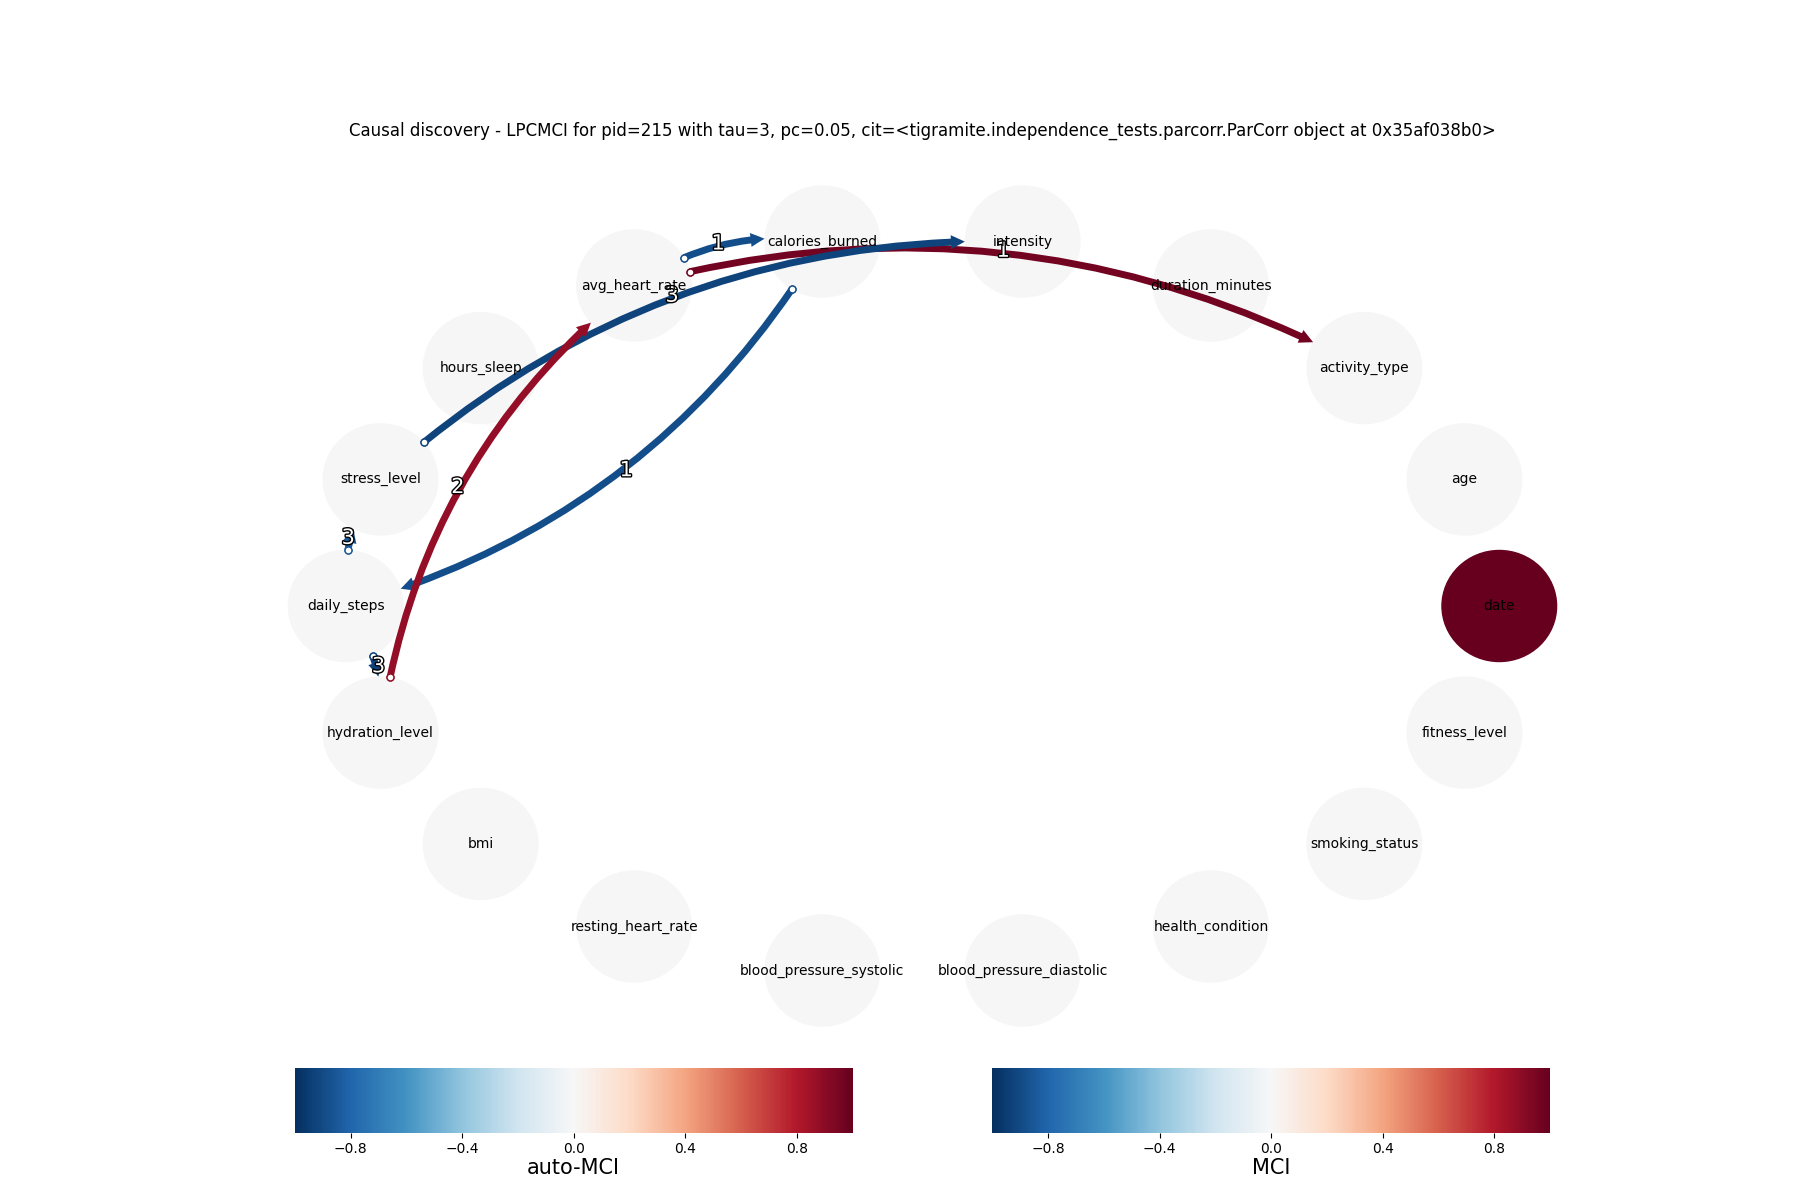 Causal discovery - LPCMCI for pid=215 with tau=3, pc=0.05, cit=<tigramite.independence_tests.parcorr.ParCorr object at 0x35af038b0>
1
calories_burned
intensity
1
avg_heart_rate
3
duration_minutes
hours_sleep
activity_type
stress_level
2
1
age
3
daily_steps
date
3
hydration_level
fitness_level
bmi
smoking_status
resting_heart_rate
health_condition
blood_pressure_systolic
blood_pressure_diastolic
−0.8 −0.4 0.0 0.4 0.8
auto-MCI
−0.8 −0.4 0.0 0.4 0.8
MCI